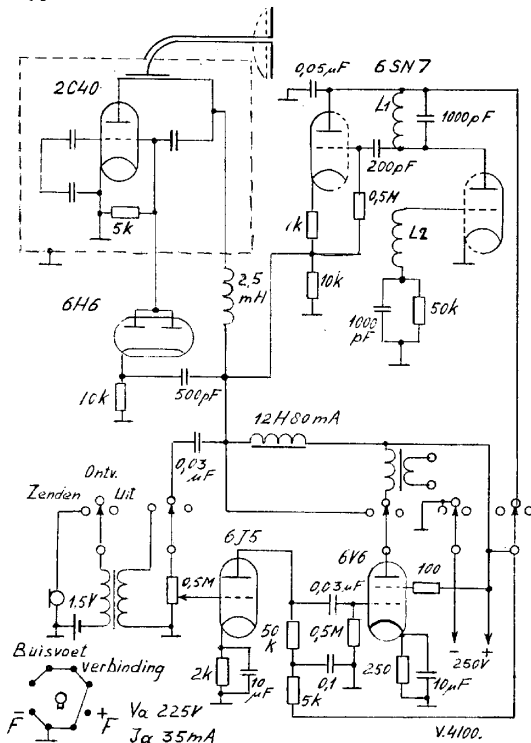 2C40
0,05µF
6SN7
L1
1000pF
200pF
0,5M
5k
1k
L2
10k
1000
pF
50k
6H6
2,5
mH
10k
500pF
12H80mA
0,03
µF
Ontv.
Zenden
Uit
6J5
6V6
100
0,5M
0,03µF
1.5V
50
k
0,5M
-
+
250V
Buisvoet
verbinding
2k
10
µF
0,1
5k
250
10µF
F-
+F
Va 225V
Ja 35mA
V.4100.